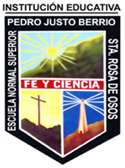 INSTITUCIÓN EDUCATIVA
PEDRO JUSTO BERRIO
ESCUELA NORMAL SUPERIOR
STA. ROSA DE OSOS
FE Y CIENCIA